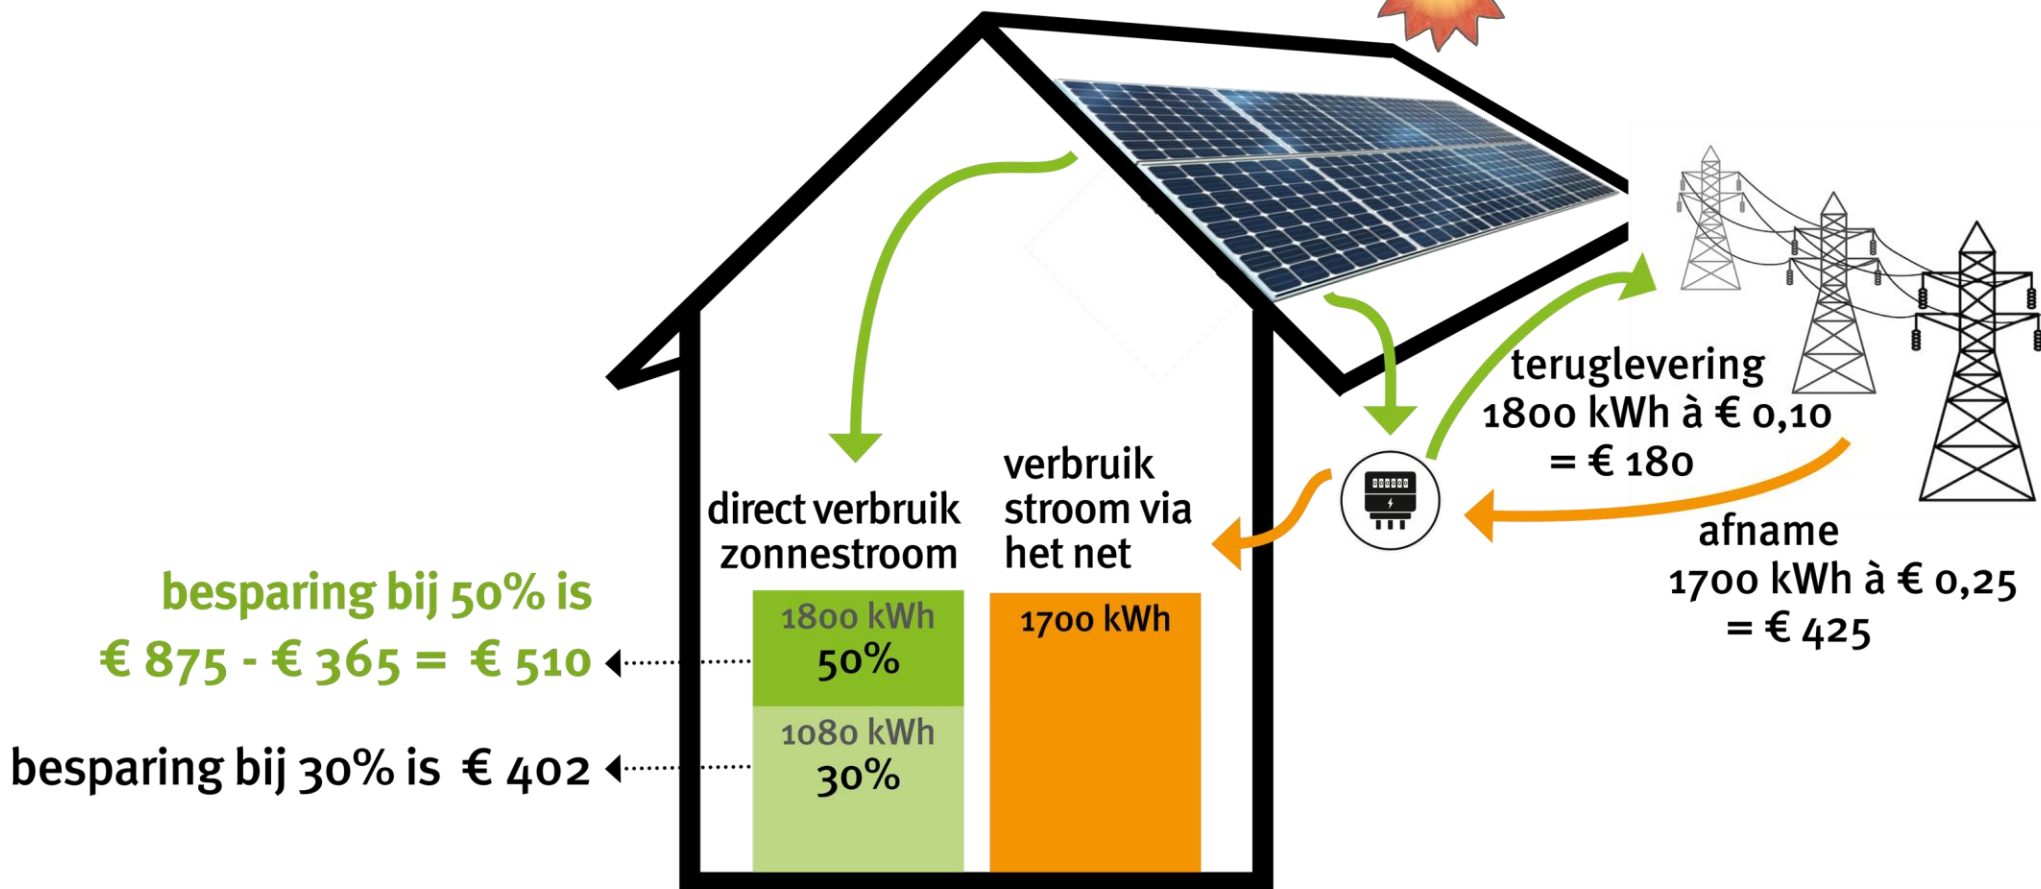 teruglevering
1800 kWh à € 0,10
= € 180
verbruik
stroom via
het net
direct verbruik
zonnestroom
afname
1700 kWh à € 0,25
= € 425
besparing bij 50% is
€ 875 - € 365 = € 510
1800 kWh
50%
1700 kWh
besparing bij 30% is € 402
1080 kWh
30%